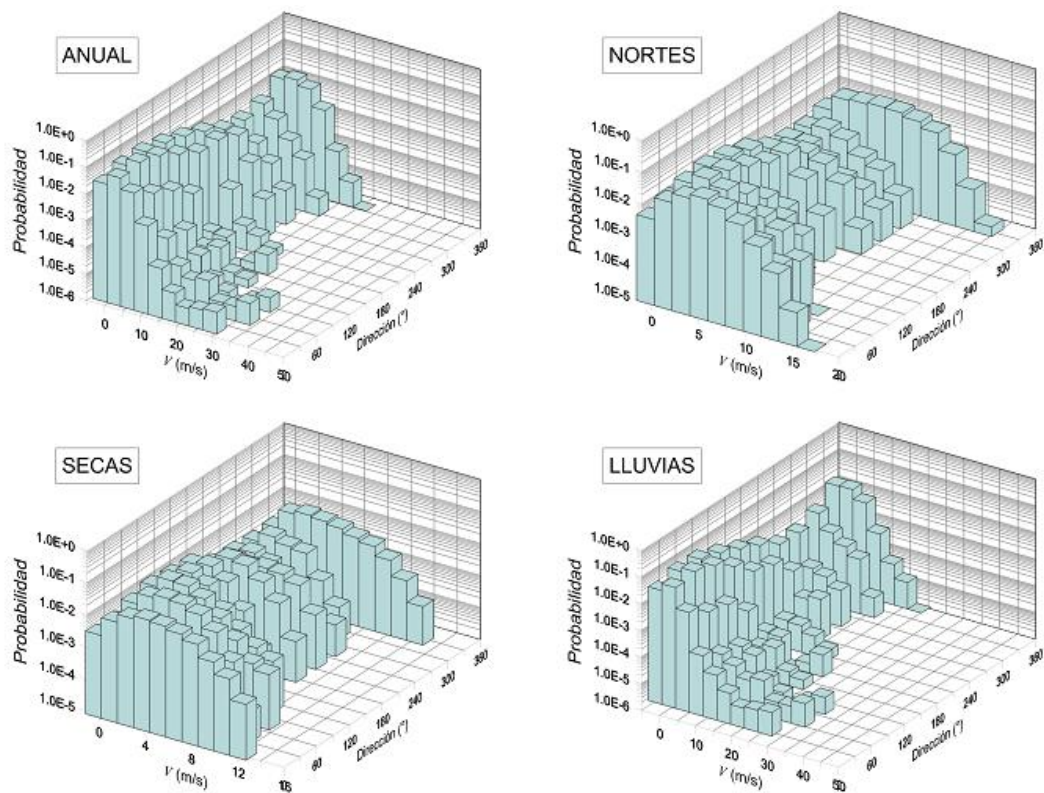 ANUAL
Probabilidad
1.0E+0
1.0E-1
1.0E-2
1.0E-3
1.0E-4
1.0E-5
1.0E-6
0 10 20 30 40 50
V (m/s)
60 120 180 240 300 360
Dirección (°)
NORTES
Probabilidad
1.0E+0
1.0E-1
1.0E-2
1.0E-3
1.0E-4
1.0E-5
0 5 10 15
V (m/s)
60 120 180 240 300 360
Dirección (°)
SECAS
Probabilidad
1.0E+0
1.0E-1
1.0E-2
1.0E-3
1.0E-4
1.0E-5
0 4 8 12
V (m/s)
60 120 180 240 300 360
Dirección (°)
LLUVIAS
Probabilidad
1.0E+0
1.0E-1
1.0E-2
1.0E-3
1.0E-4
1.0E-5
1.0E-6
0 10 20 30 40 50
V (m/s)
60 120 180 240 300 360
Dirección (°)